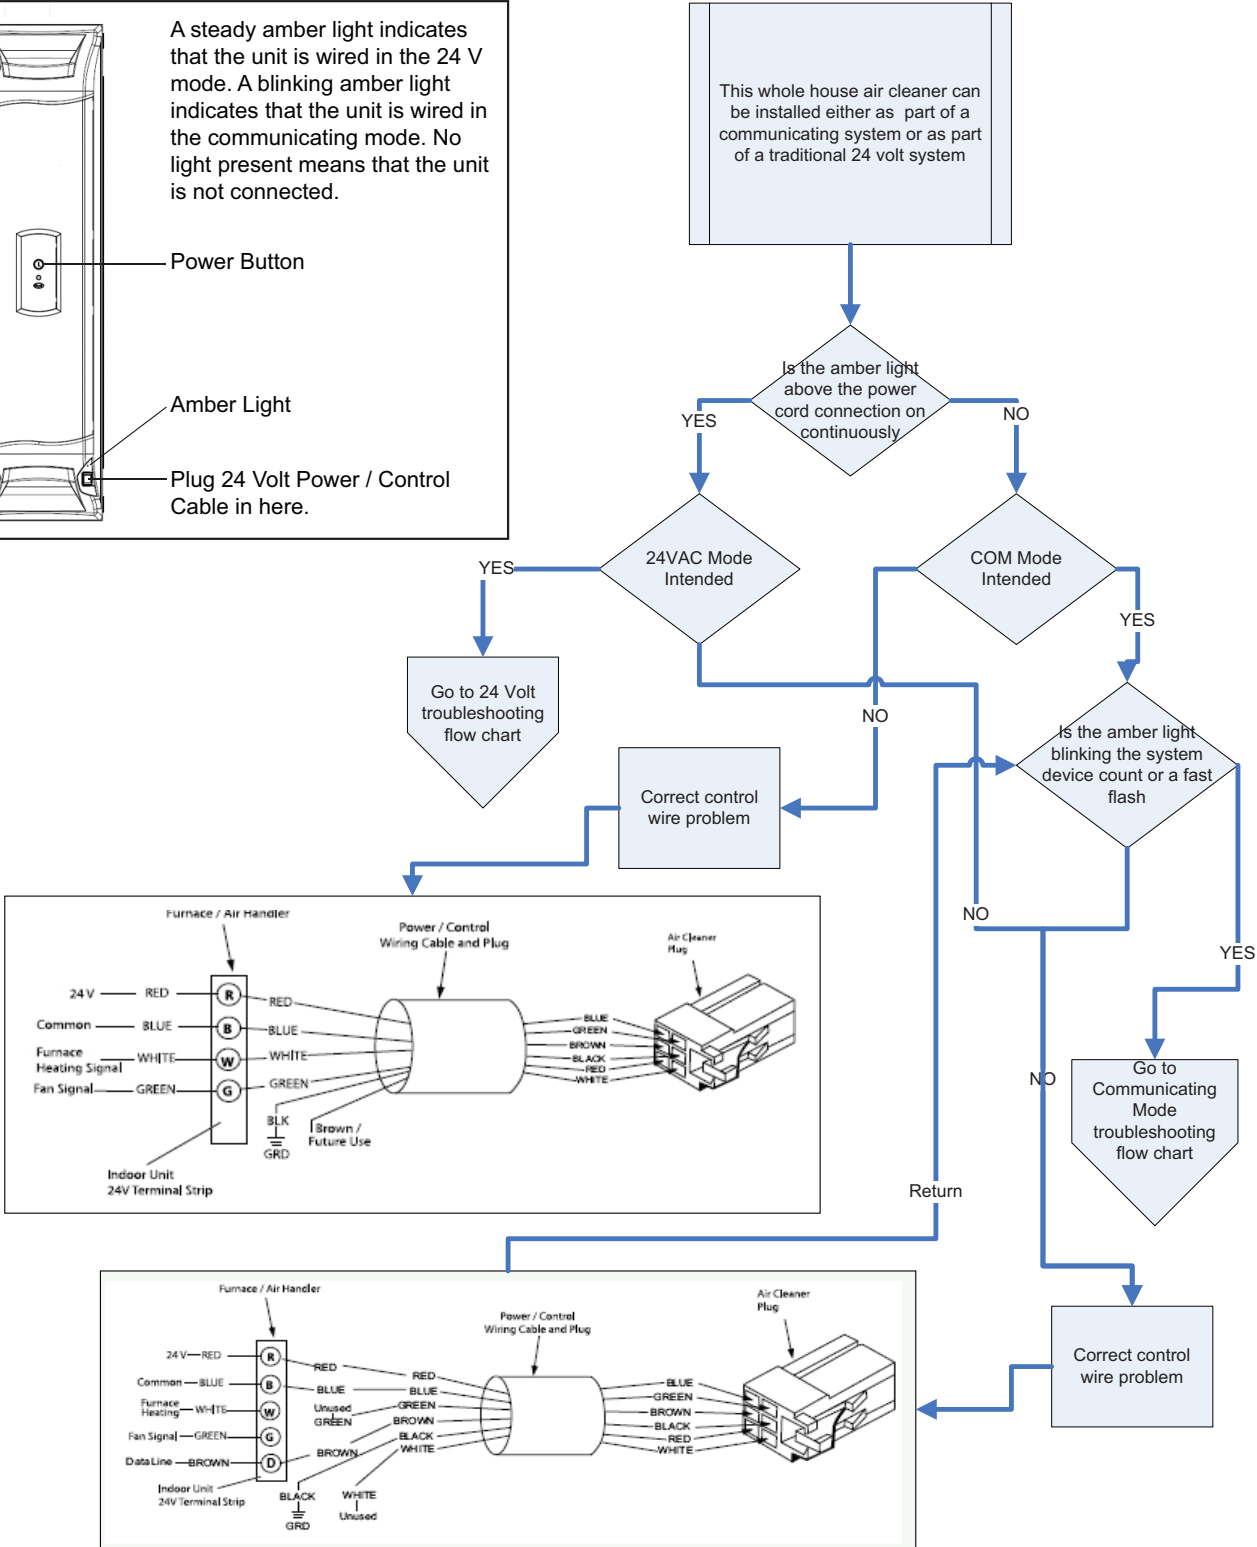 A steady amber light indicates
that the unit is wired in the 24 V
mode. A blinking amber light
indicates that the unit is wired in
the communicating mode. No
light present means that the unit
is not connected.
Power Button
Amber Light
Plug 24 Volt Power / Control
Cable in here.
This whole house air cleaner can
be installed either as part of a
communicating system or as part
of a traditional 24 volt system
Is the amber light
above the power
cord connection on
continuously
YES
NO
24VAC Mode
Intended
COM Mode
Intended
YES
YES
Go to 24 Volt
troubleshooting
flow chart
NO
Is the amber light
blinking the system
device count or a fast
flash
Correct control
wire problem
NO
YES
NO
Go to
Communicating
Mode
troubleshooting
flow chart
Return
Correct control
wire problem
Furnace / Air Handler
Power / Control
Wiring Cable and Plug
Air Cleaner
Plug
24 V RED R RED
Common BLUE B BLUE
Furnace
Heating Signal WHITE W WHITE
Fan Signal GREEN G GREEN
BLK
GRD
Brown /
Future Use
BLUE
GREEN
BROWN
BLACK
RED
WHITE
Indoor Unit
24V Terminal Strip
Furnace / Air Handler
Power / Control
Wiring Cable and Plug
Air Cleaner
Plug
24 V RED R RED RED
Common BLUE B BLUE BLUE
Furnace
Heating WHITE W
Unused
GREEN GREEN
Fan Signal GREEN G BROWN
BLACK
WHITE
Data Line BROWN D BROWN
BLACK
GRD
WHITE
Unused
BLUE
GREEN
BROWN
BLACK
RED
WHITE
Indoor Unit
24V Terminal Strip